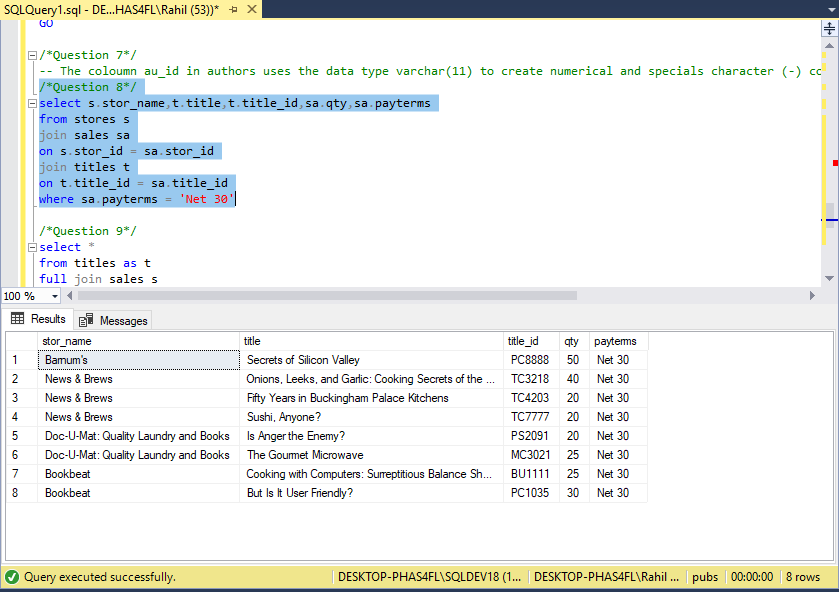 SQLQuery1.sql - DE...HAS4FL\Rahil (53))*
GO
/*Question 7*/
-- The coloumn au_id in authors uses the data type varchar(11) to create numerical and specials character (-) co
/*Question 8*/
select s.stor_name,t.title,t.title_id,sa.qty,sa.payterms
from stores s
join sales sa
on s.stor_id = sa.stor_id
join titles t
on t.title_id = sa.title_id
where sa.payterms = 'Net 30'
/*Question 9*/
select *
from titles as t
full join sales s
100 %
Results Messages
stor_name title title_id qty payterms
1 Barnum's Secrets of Silicon Valley PC8888 50 Net 30
2 News & Brews Onions, Leeks, and Garlic: Cooking Secrets of the ... TC3218 40 Net 30
3 News & Brews Fifty Years in Buckingham Palace Kitchens TC4203 20 Net 30
4 News & Brews Sushi, Anyone? TC7777 20 Net 30
5 Doc-U-Mat: Quality Laundry and Books Is Anger the Enemy? PS2091 20 Net 30
6 Doc-U-Mat: Quality Laundry and Books The Gourmet Microwave MC3021 25 Net 30
7 Bookbeat Cooking with Computers: Surreptitious Balance Sh... BU1111 25 Net 30
8 Bookbeat But Is It User Friendly? PC1035 30 Net 30
Query executed successfully. DESKTOP-PHAS4FL\SQLDEV18 (1... DESKTOP-PHAS4FL\Rahil ... pubs 00:00:00 8 rows